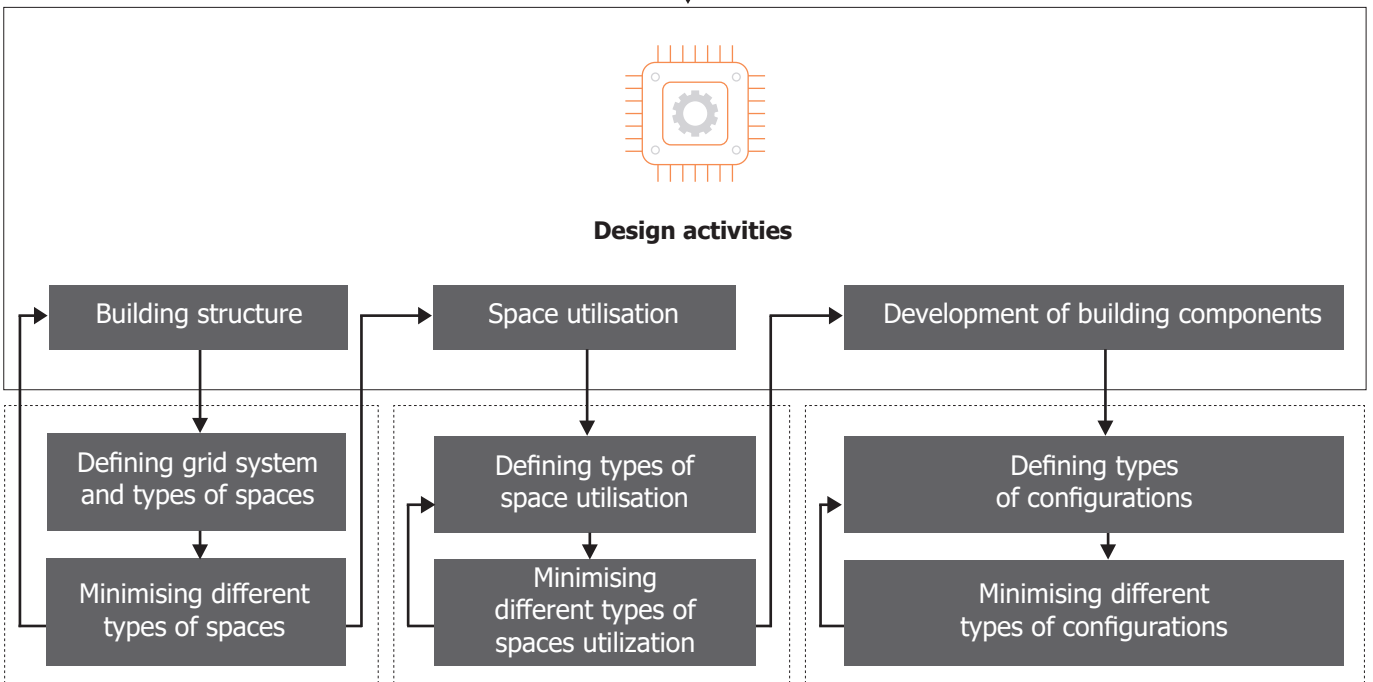 Design activities
Building structure
Space utilisation
Development of building components
Defining grid system
and types of spaces
Defining types of
space utilisation
Defining types
of configurations
Minimising different
types of spaces
Minimising
different types of
spaces utilization
Minimising different
types of configurations